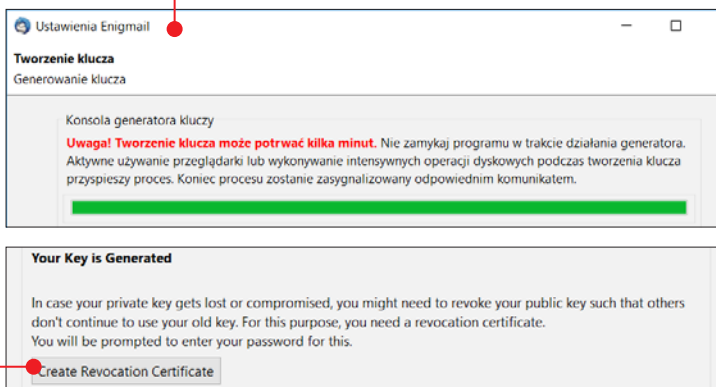 Ustawienia Enigmail
Tworzenie klucza
Generowanie klucza
Konsola generatora kluczy
Uwaga! Tworzenie klucza może potrwać kilka minut. Nie zamykaj programu w trakcie działania generatora.
Aktywne używanie przeglądarki lub wykonywanie intensywnych operacji dyskowych podczas tworzenia klucza
przyspieszy proces. Koniec procesu zostanie zasygnalizowany odpowiednim komunikatem.
Your Key is Generated
In case your private key gets lost or compromised, you might need to revoke your public key such that others
don't continue to use your old key. For this purpose, you need a revocation certificate.
You will be prompted to enter your password for this.
Create Revocation Certificate